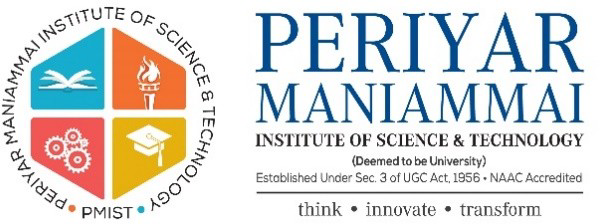 PERIYAR MANIAMMAI INSTITUTE OF SCIENCE & TECHNOLOGY
• PMIST •
PERIYAR
MANIAMMAI
INSTITUTE OF SCIENCE & TECHNOLOGY
(Deemed to be University)
Established Under Sec. 3 of UGC Act, 1956 • NAAC Accredited
think • innovate • transform